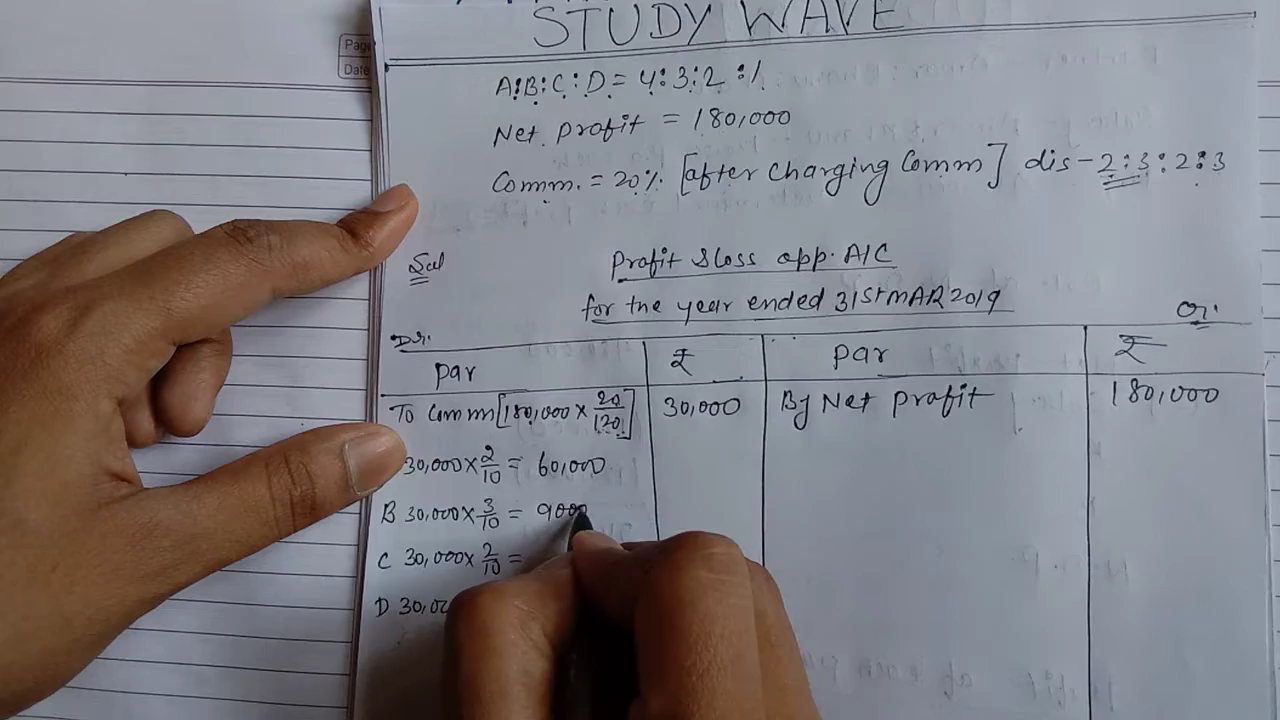 STUDY WAVE
Page
Date
A:B:C:D = 4:3:2:1
Net. profit = 180,000
Comm. = 20% [after charging Comm] dis - 2:3:2:3
Sol
Profit & Loss app. A/C
for the year ended 31st MAR 2019
Dr. Cr.
Par ₹ par ₹
To Comm [180,000 × 20/120] 30,000 By Net profit 180,000
30,000 × 2/10 = 60,000
B 30,000 × 3/10 = 9000
C 30,000 × 2/10 =
D 30,00